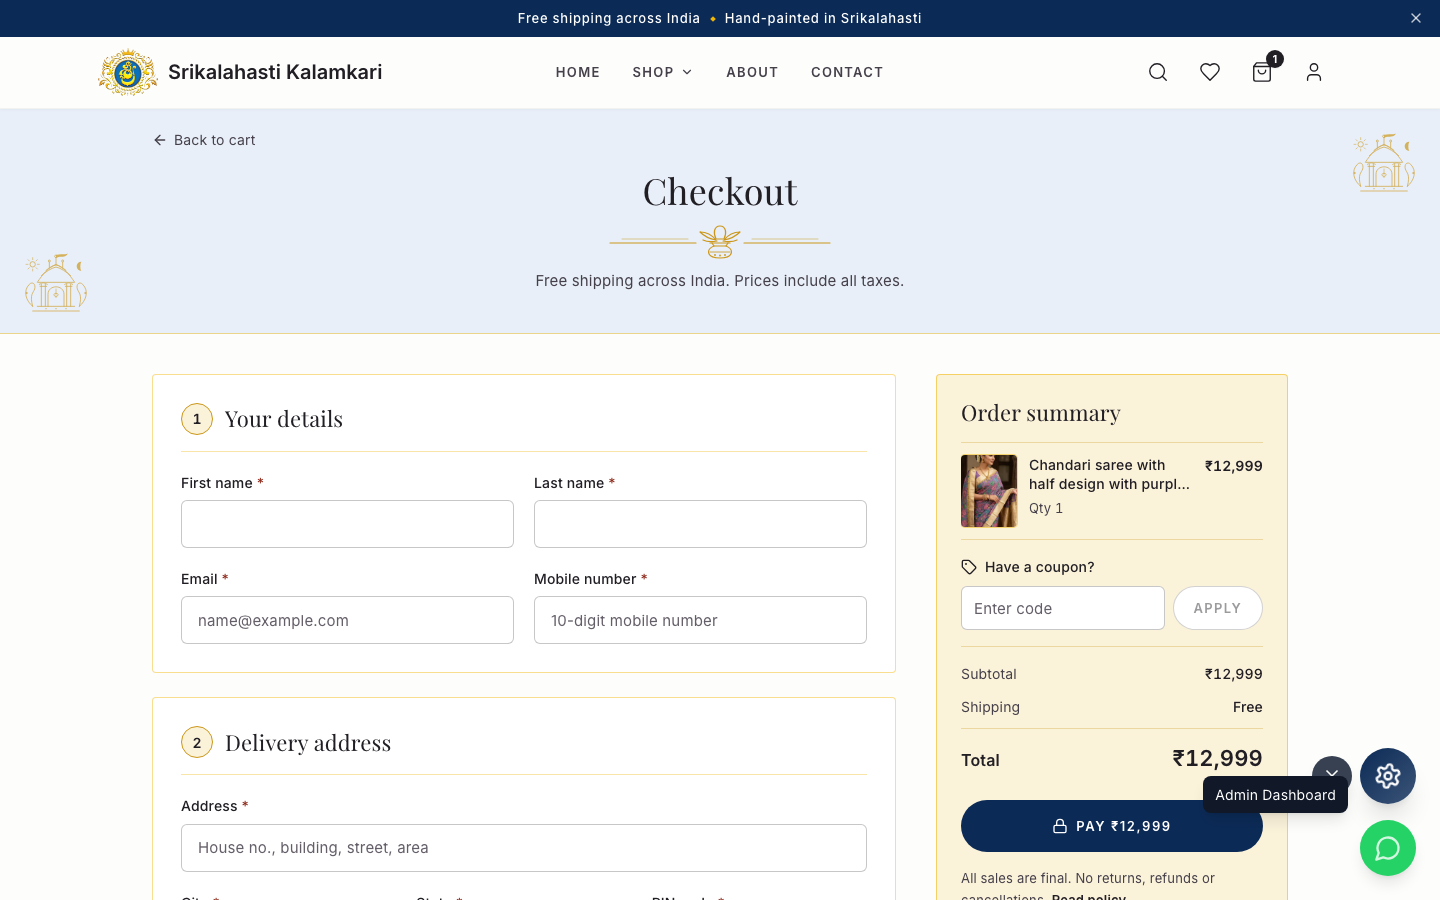 Free shipping across India • Hand-painted in Srikalahasti
Srikalahasti Kalamkari
HOME SHOP ABOUT CONTACT
1
Back to cart
Checkout
Free shipping across India. Prices include all taxes.
1 Your details
First name *
Last name *
Email *
Mobile number *
name@example.com
10-digit mobile number
2 Delivery address
Address *
House no., building, street, area
Order summary
Chandari saree with
half design with purpl...
₹12,999
Qty 1
Have a coupon?
Enter code
APPLY
Subtotal ₹12,999
Shipping Free
Total ₹12,999
Admin Dashboard
PAY ₹12,999
All sales are final. No returns, refunds or
cancellations. Read policy